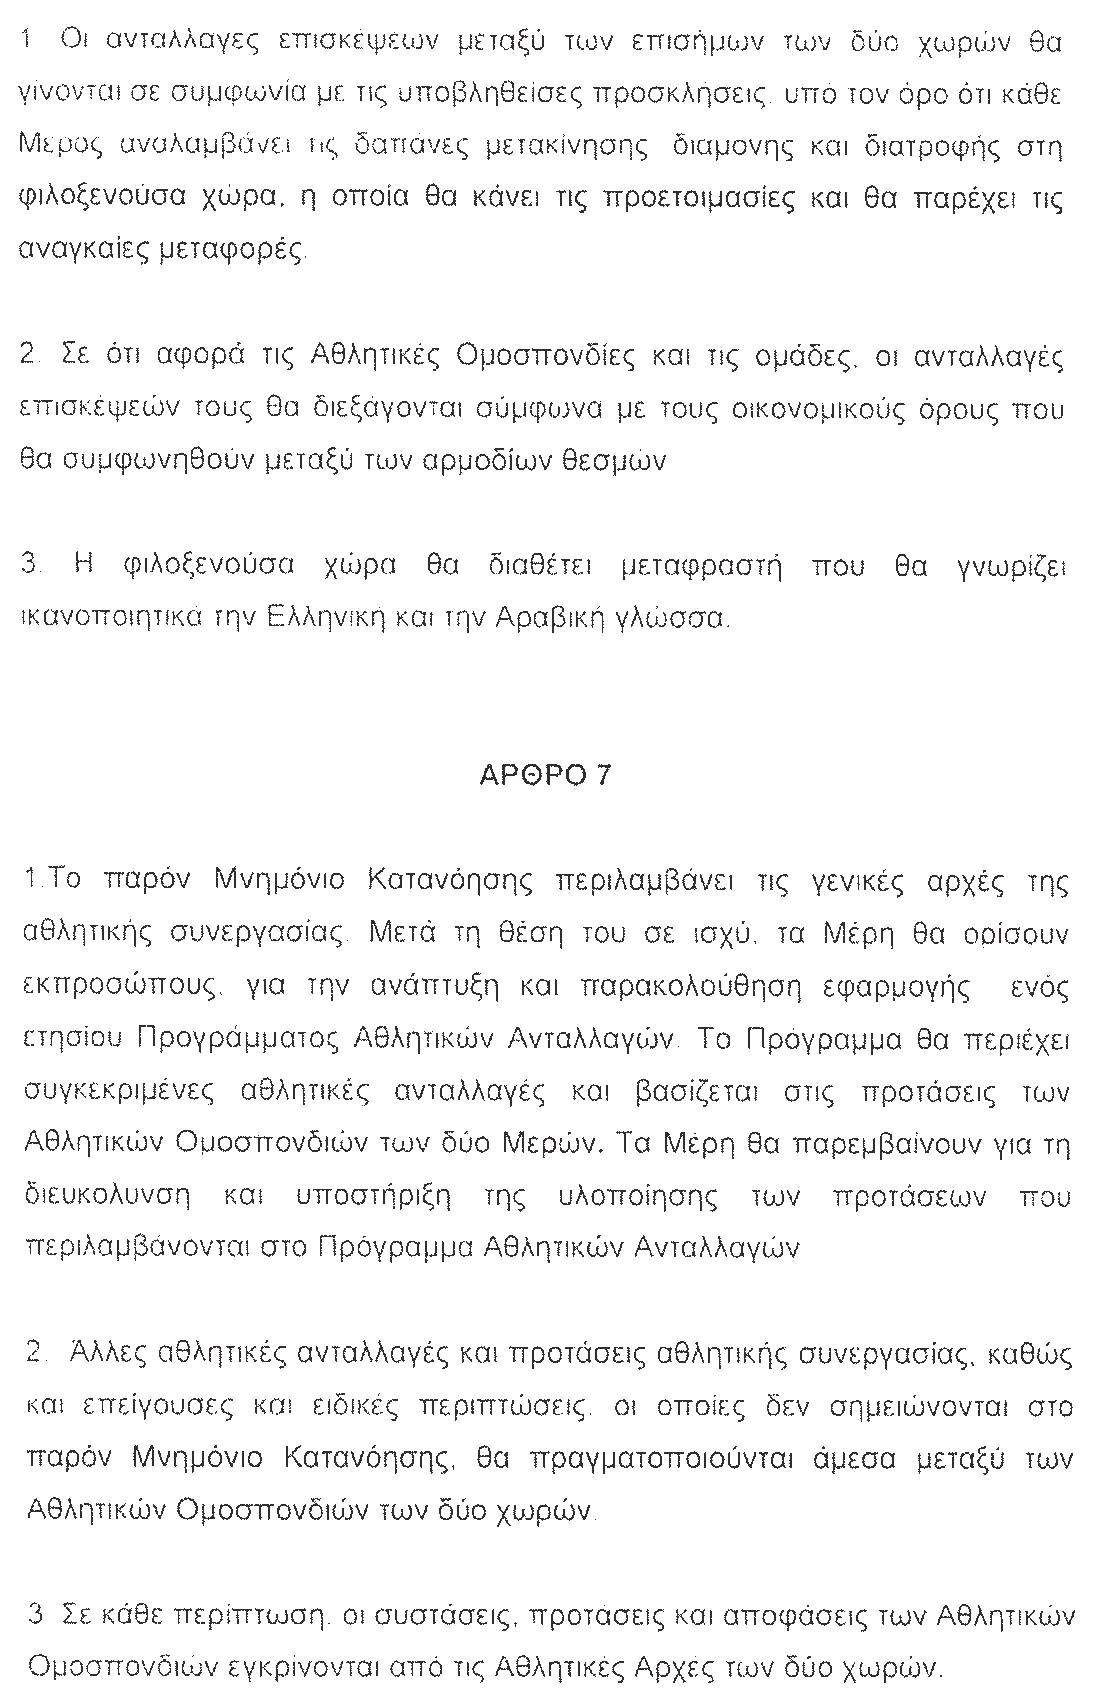 1 Οι ανταλλαγές επισκέψεων μεταξύ των επισήμων των δύο χωρών θα
γίνονται σε συμφωνία με τις υποβληθείσες προσκλήσεις, υπό τον όρο ότι κάθε
Μέρος αναλαμβάνει τις δαπάνες μετακίνησης διαμονής και διατροφής στη
φιλοξενούσα χώρα, η οποία θα κάνει τις προετοιμασίες και θα παρέχει τις
αναγκαίες μεταφορές.
2. Σε ότι αφορά τις Αθλητικές Ομοσπονδίες και τις ομάδες, οι ανταλλαγές
επισκέψεών τους θα διεξάγονται σύμφωνα με τους οικονομικούς όρους που
θα συμφωνηθούν μεταξύ των αρμοδίων θεσμών
3. Η φιλοξενούσα χώρα θα διαθέτει μεταφραστή που θα γνωρίζει
ικανοποιητικά την Ελληνική και την Αραβική γλώσσα.
ΑΡΘΡΟ 7
1.Το παρόν Μνημόνιο Κατανόησης περιλαμβάνει τις γενικές αρχές της
αθλητικής συνεργασίας. Μετά τη θέση του σε ισχύ, τα Μέρη θα ορίσουν
εκπροσώπους, για την ανάπτυξη και παρακολούθηση εφαρμογής ενός
ετησίου Προγράμματος Αθλητικών Ανταλλαγών. Το Πρόγραμμα θα περιέχει
συγκεκριμένες αθλητικές ανταλλαγές και βασίζεται στις προτάσεις των
Αθλητικών Ομοσπονδιών των δύο Μερών. Τα Μέρη θα παρεμβαίνουν για τη
διευκολυνση και υποστήριξη της υλοποίησης των προτάσεων που
περιλαμβάνονται στο Πρόγραμμα Αθλητικών Ανταλλαγών
2. Άλλες αθλητικές ανταλλαγές και προτάσεις αθλητικής συνεργασίας, καθώς
και επείγουσες και ειδικές περιπτώσεις, οι οποίες δεν σημειώνονται στο
παρόν Μνημόνιο Κατανόησης, θα πραγματοποιούνται άμεσα μεταξύ των
Αθλητικών Ομοσπονδιών των δύο χωρών.
3 Σε κάθε περίπτωση, οι συστάσεις, προτάσεις και αποφάσεις των Αθλητικών
Ομοσπονδιών εγκρίνονται από τις Αθλητικές Αρχές των δύο χωρών.